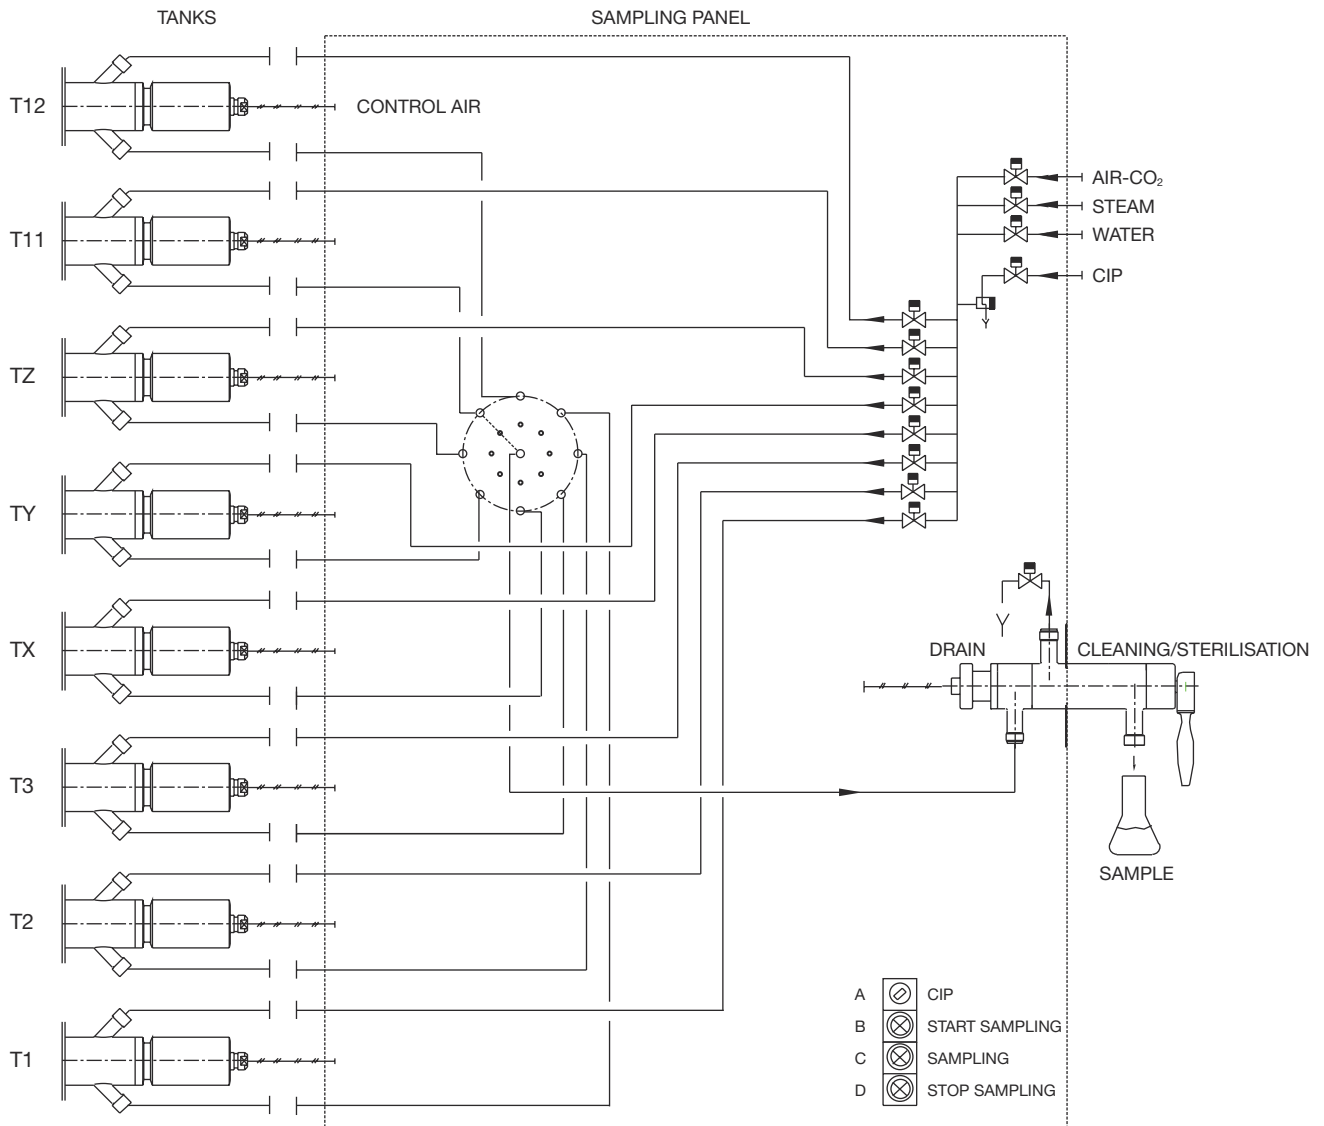 TANKS
SAMPLING PANEL
T12
CONTROL AIR
AIR-CO₂
STEAM
WATER
CIP
T11
TZ
TY
TX
DRAIN
CLEANING/STERILISATION
T3
SAMPLE
T2
A CIP
B START SAMPLING
C SAMPLING
D STOP SAMPLING
T1